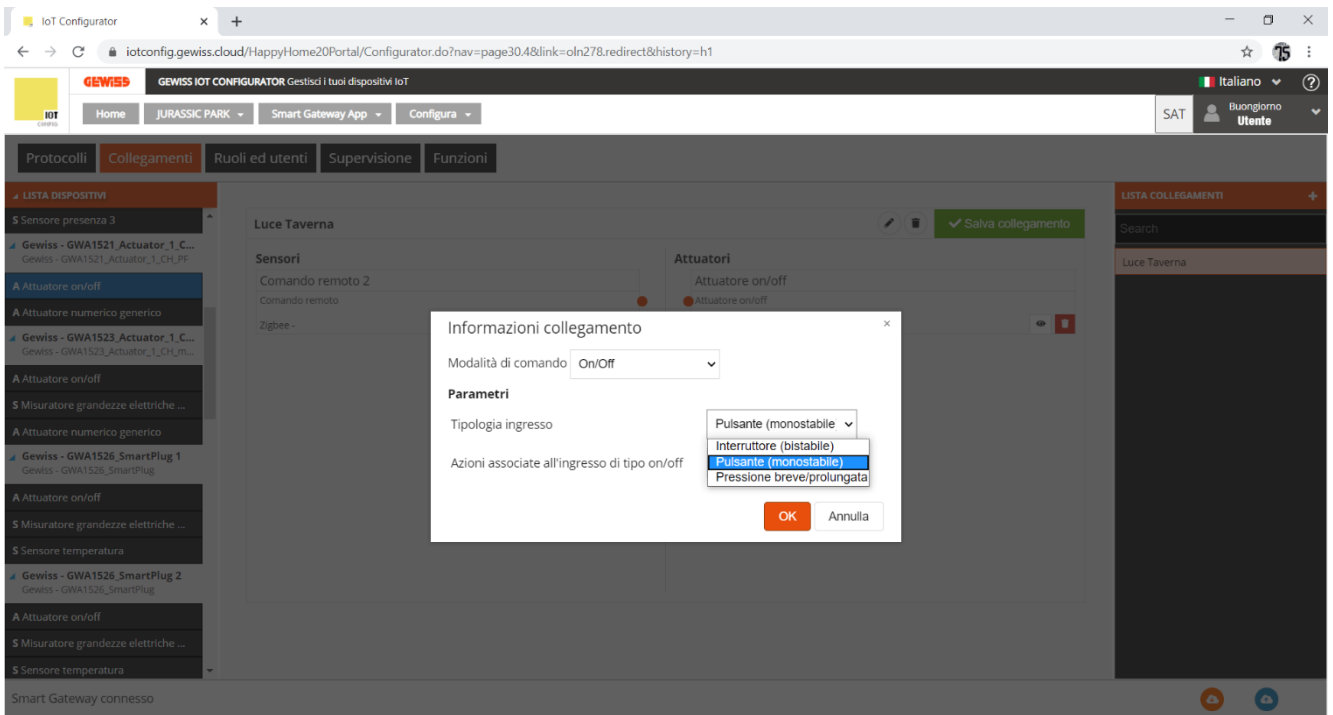 IoT Configurator
iotconfig.gewiss.cloud/HappyHome20Portal/Configurator.do?nav=page30.4&link=oln278.redirect&history=h1
GEWISS
GEWISS IOT CONFIGURATOR Gestisci i tuoi dispositivi IoT
Italiano
IOT
Home
JURASSIC PARK
Smart Gateway App
Configura
SAT
Buongiorno
Utente
Protocolli
Collegamenti
Ruoli ed utenti
Supervisione
Funzioni
LISTA DISPOSITIVI
S Sensore presenza 3
Gewiss - GWA1521_Actuator_1_C...
Gewiss - GWA1521_Actuator_1_CH_PF
A Attuatore on/off
A Attuatore numerico generico
Gewiss - GWA1523_Actuator_1_C...
Gewiss - GWA1523_Actuator_1_CH_m...
A Attuatore on/off
S Misuratore grandezze elettriche ...
A Attuatore numerico generico
Gewiss - GWA1526_SmartPlug 1
Gewiss - GWA1526_SmartPlug
A Attuatore on/off
S Misuratore grandezze elettriche ...
S Sensore temperatura
Gewiss - GWA1526_SmartPlug 2
Gewiss - GWA1526_SmartPlug
A Attuatore on/off
S Misuratore grandezze elettriche ...
S Sensore temperatura
Luce Taverna
Salva collegamento
Sensori
Comando remoto 2
Comando remoto
Zigbee -
Attuatori
Attuatore on/off
Attuatore on/off
Informazioni collegamento
Modalità di comando On/Off
Parametri
Tipologia ingresso
Pulsante (monostabile
Interruttore (bistabile)
Pulsante (monostabile)
Pressione breve/prolungata
Azioni associate all'ingresso di tipo on/off
OK
Annulla
LISTA COLLEGAMENTI
Search
Luce Taverna
Smart Gateway connesso